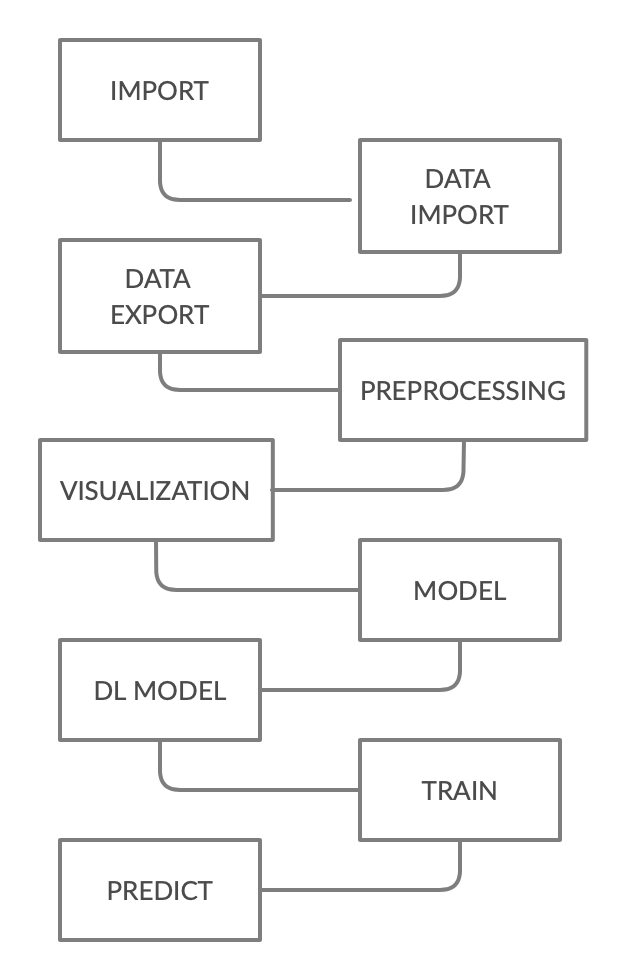 IMPORT
DATA
IMPORT
DATA
EXPORT
PREPROCESSING
VISUALIZATION
MODEL
DL MODEL
TRAIN
PREDICT